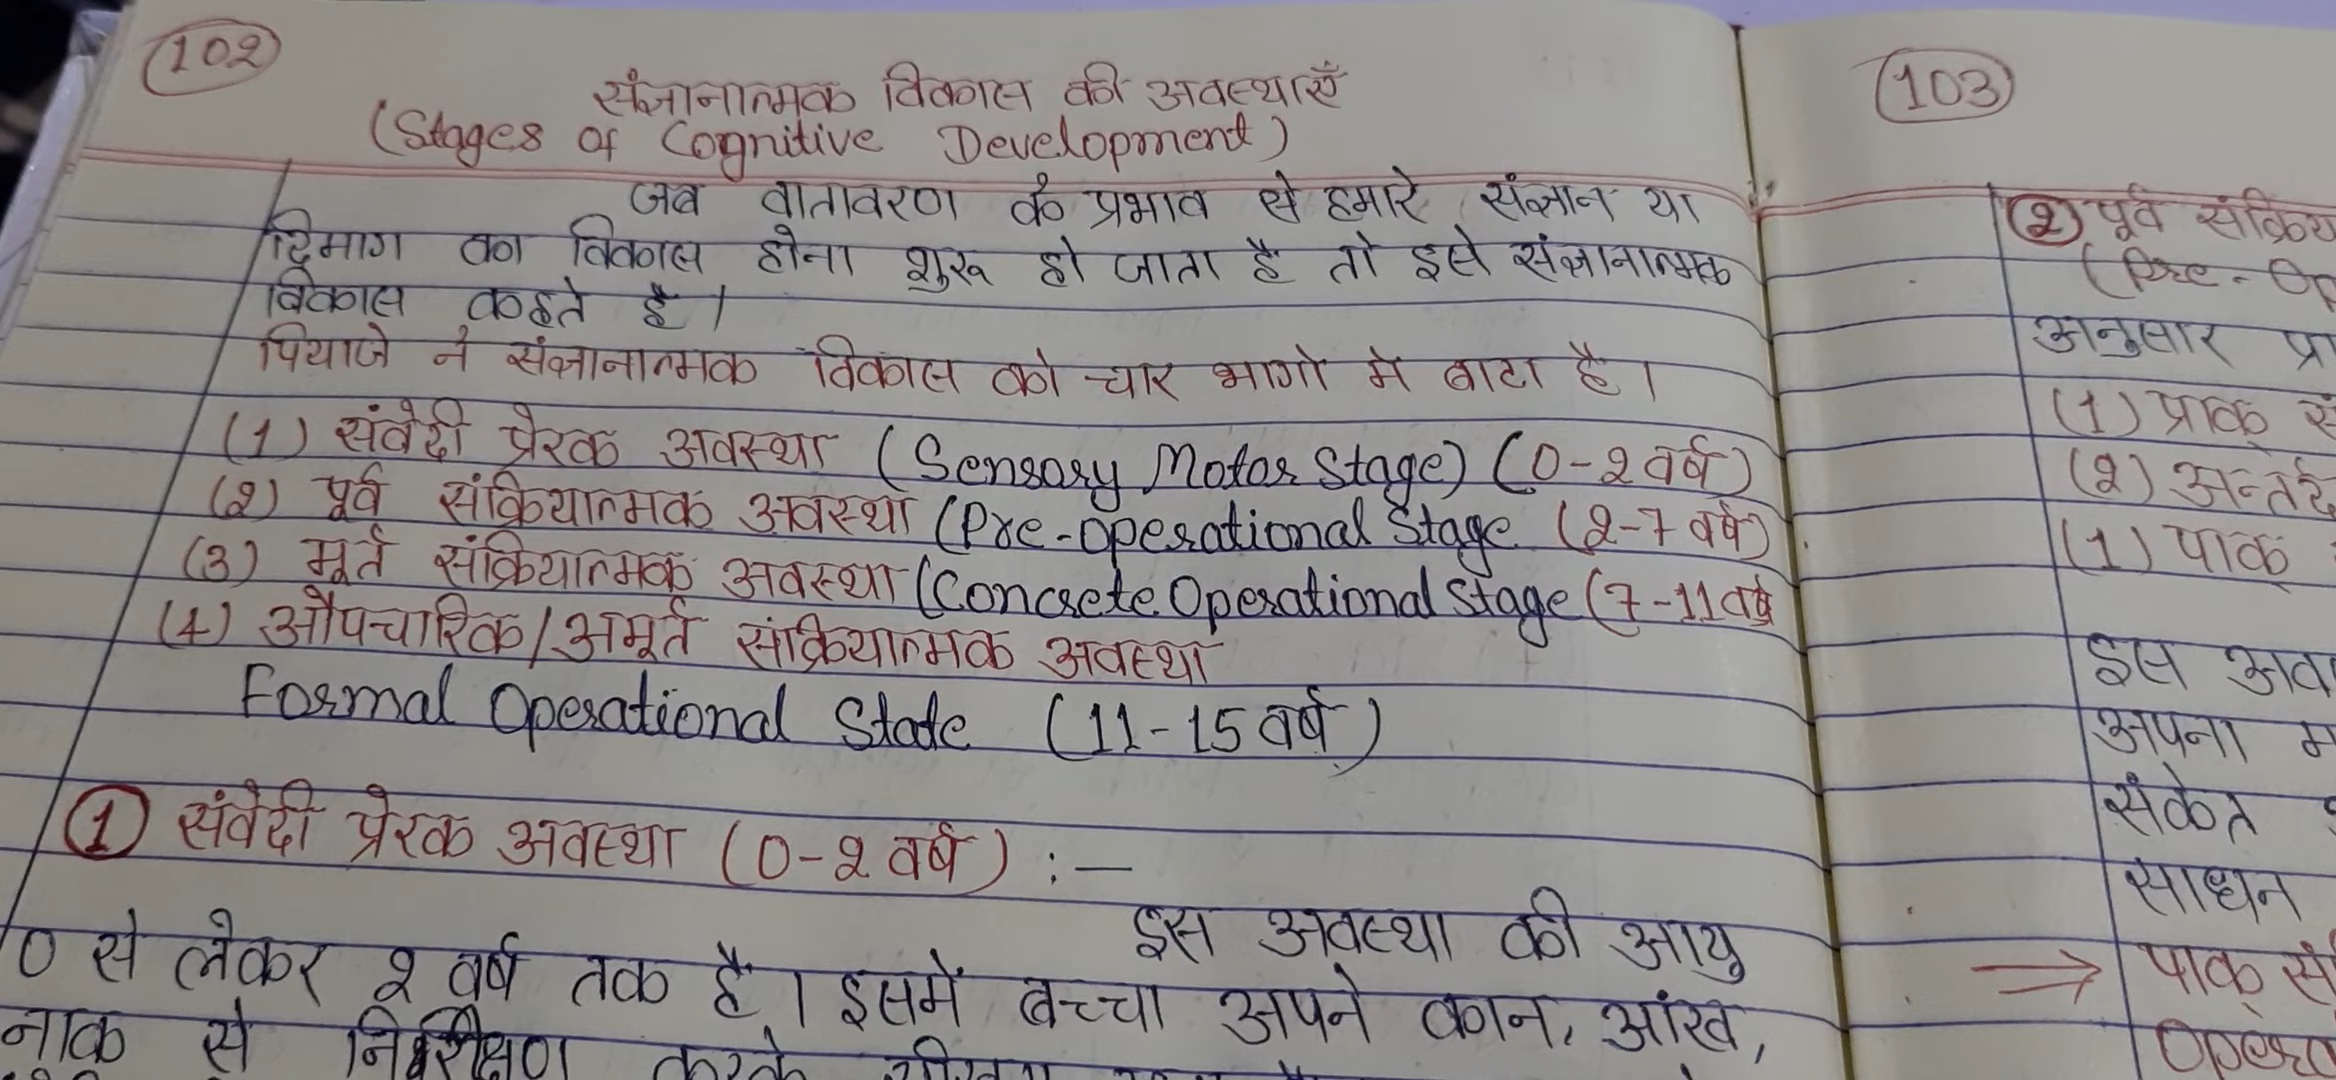 102
संज्ञानात्मक विकास की अवस्थाएँ
(Stages of Cognitive Development)
जब वातावरण के प्रभाव से हमारे संज्ञान या
दिमाग का विकास होना शुरू हो जाता है तो इसे संज्ञानात्मक
विकास कहते है।
पियाजे ने संज्ञानात्मक विकास को चार भागो मे बाटा है।
(1) संवेदी प्रेरक अवस्था (Sensory Motor Stage) (0-2 वर्ष)
(2) पूर्व संक्रियात्मक अवस्था (Pre-operational Stage (2-7 वर्ष)
(3) मूर्त संक्रियात्मक अवस्था (Concrete Operational Stage (7-11 वर्ष
(4) औपचारिक/अमूर्त संक्रियात्मक अवस्था
Formal Operational State (11-15 वर्ष)
1 संवेदी प्रेरक अवस्था (0-2 वर्ष) :-
इस अवस्था की आयु
0 से लेकर 2 वर्ष तक है। इसमें बच्चा अपने कान, आंख,
नाक से करके
103
2 पूर्व
(Pre-Op
अनुसार
(1) प्राक्
(2)
(1) पाक्
इस
अपना
संकेत
साधन
⇒ पाक्